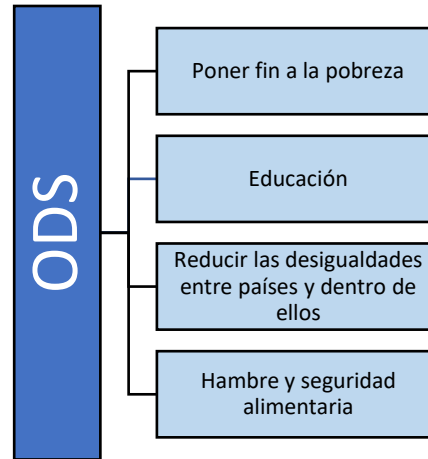 ODS
Poner fin a la pobreza
Educación
Reducir las desigualdades
entre países y dentro de
ellos
Hambre y seguridad
alimentaria